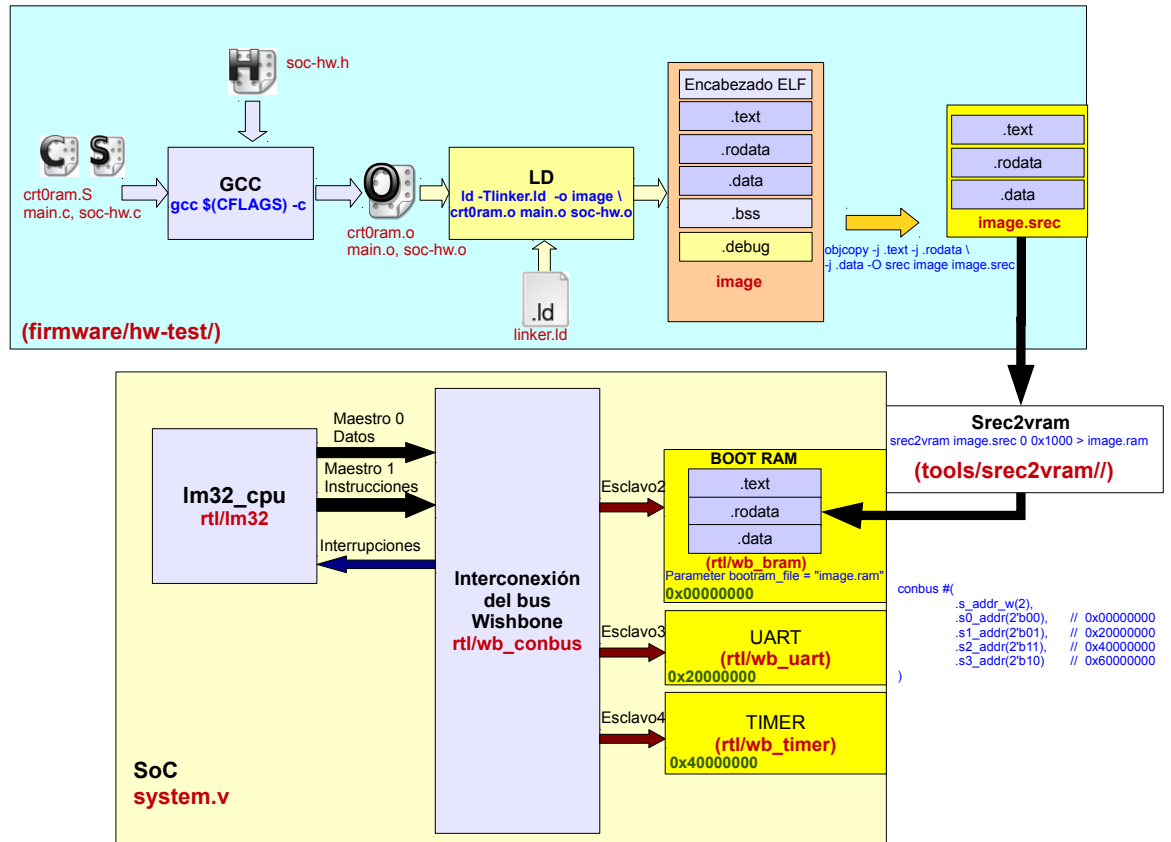 soc-hw.h
H
C S
crt0ram.S
main.c, soc-hw.c
GCC
gcc $(CFLAGS) -c
O
crt0ram.o
main.o, soc-hw.o
LD
ld -Tlinker.ld -o image \
crt0ram.o main.o soc-hw.o
.ld
linker.ld
Encabezado ELF
.text
.rodata
.data
.bss
.debug
image
objcopy -j .text -j .rodata \
-j .data -O srec image image.srec
.text
.rodata
.data
image.srec
(firmware/hw-test/)
Srec2vram
srec2vram image.srec 0 0x1000 > image.ram
(tools/srec2vram//)
lm32_cpu
rtl/lm32
Maestro 0
Datos
Maestro 1
Instrucciones
Interrupciones
Interconexión
del bus
Wishbone
rtl/wb_conbus
Esclavo2
BOOT RAM
.text
.rodata
.data
(rtl/wb_bram)
Parameter bootram_file = "image.ram"
0x00000000
Esclavo3
UART
(rtl/wb_uart)
0x20000000
Esclavo4
TIMER
(rtl/wb_timer)
0x40000000
conbus #(
.s_addr_w(2),
.s0_addr(2'b00), // 0x00000000
.s1_addr(2'b01), // 0x20000000
.s2_addr(2'b11), // 0x40000000
.s3_addr(2'b10) // 0x60000000
)
SoC
system.v